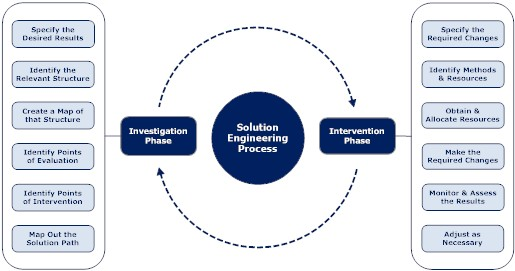 Specify the
Desired Results
Identify the
Relevant Structure
Create a Map of
that Structure
Identify Points
of Evaluation
Identify Points
of Intervention
Map Out the
Solution Path
Investigation
Phase
Solution
Engineering
Process
Intervention
Phase
Specify the
Required Changes
Identify Methods
& Resources
Obtain &
Allocate Resources
Make the
Required Changes
Monitor & Assess
the Results
Adjust as
Necessary